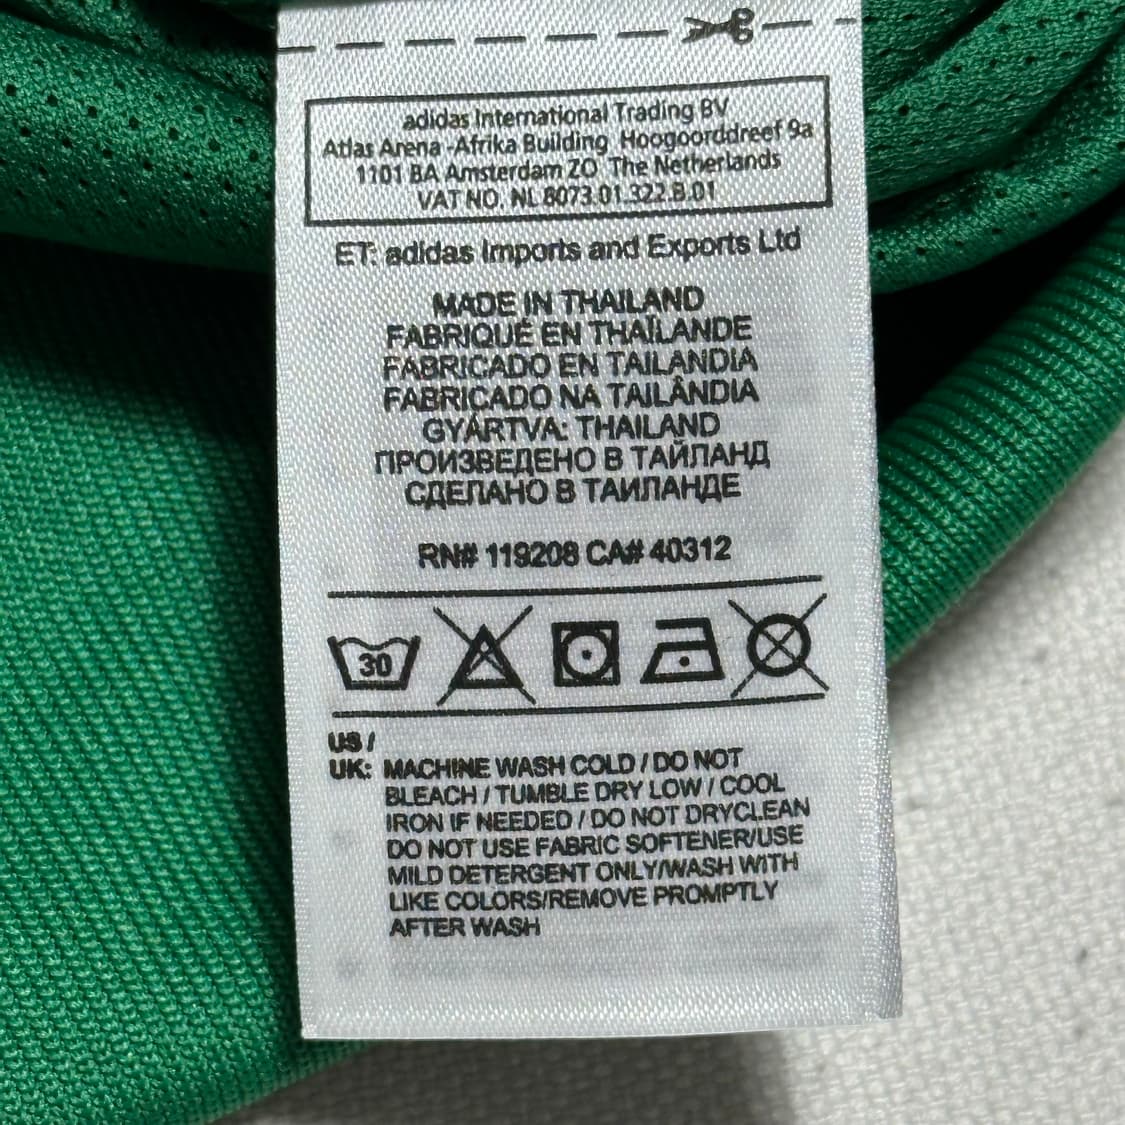 adidas International Trading BV
Atlas Arena -Afrika Building Hoogoorddreef 9a
1101 BA Amsterdam ZO The Netherlands
VAT NO. NL 8073.01.322.B.01
ET: adidas Imports and Exports Ltd
MADE IN THAILAND
FABRIQUÉ EN THAÏLANDE
FABRICADO EN TAILANDIA
FABRICADO NA TAILÂNDIA
GYÁRTVA: THAILAND
ПРОИЗВЕДЕНО В ТАЙЛАНД
СДЕЛАНО В ТАИЛАНДЕ
RN# 119208 CA# 40312
30
US /
UK: MACHINE WASH COLD / DO NOT
BLEACH / TUMBLE DRY LOW / COOL
IRON IF NEEDED / DO NOT DRYCLEAN
DO NOT USE FABRIC SOFTENER/USE
MILD DETERGENT ONLY/WASH WITH
LIKE COLORS/REMOVE PROMPTLY
AFTER WASH